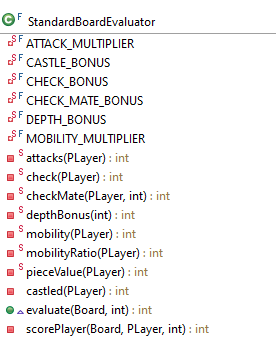 StandardBoardEvaluator
ATTACK_MULTIPLIER
CASTLE_BONUS
CHECK_BONUS
CHECK_MATE_BONUS
DEPTH_BONUS
MOBILITY_MULTIPLIER
attacks(PLayer) : int
check(PLayer) : int
checkMate(PLayer, int) : int
depthBonus(int) : int
mobility(PLayer) : int
mobilityRatio(PLayer) : int
pieceValue(PLayer) : int
castled(PLayer) : int
evaluate(Board, int) : int
scorePlayer(Board, PLayer, int) : int